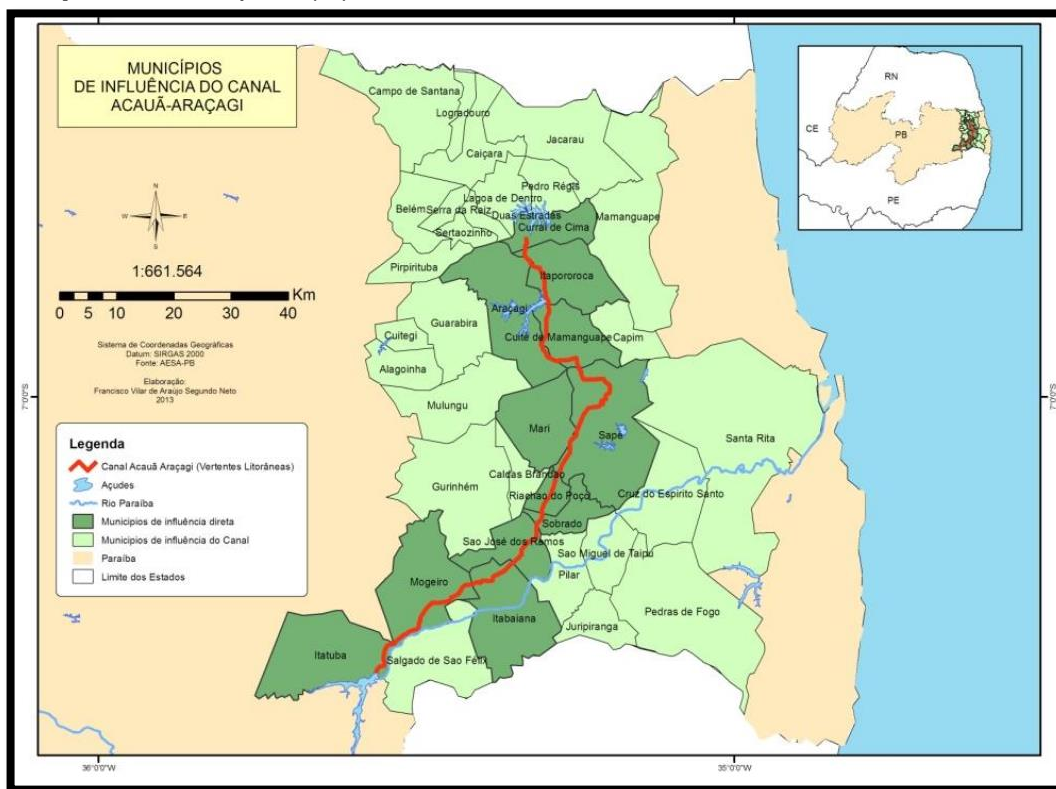 MUNICÍPIOS
DE INFLUÊNCIA DO CANAL
ACAUÃ-ARAÇAGI
N
W
E
S
1:661.564
Km
0 5 10 20 30 40
Sistema de Coordenadas Geográficas
Datum: SIRGAS 2000
Fonte: AESA-PB
Elaboração:
Francisco Vilar de Araújo Segundo Neto
2013
Legenda
Canal Acauã Araçagi (Vertentes Litorâneas)
Açudes
Rio Paraíba
Municipios de influência direta
Municipios de influência do Canal
Paraíba
Limite dos Estados
RN
CE
PB
PE
Campo de Santana
Logradouro
Jacarau
Caiçara
Pedro Régis
Lagoa de Dentro
Belém
Serra da Raiz
Duas Estradas
Mamanguape
Curral de Cima
Sertaozinho
Pirpirituba
Itapororoca
Araçagi
Guarabira
Cuitegi
Cuité de Mamanguape
Capim
Alagoinha
Mulungu
Mari
Sapé
Santa Rita
Caldas Brandao
Gurinhém
Riachao do Poço
Cruz do Espirito Santo
Sobrado
Sao José dos Ramos
Sao Miguel de Taipu
Mogeiro
Pilar
Itabaiana
Pedras de Fogo
Juripiranga
Itatuba
Salgado de Sao Félix
7°0'0"S
7°0'0"S
36°0'0"W
35°0'0"W